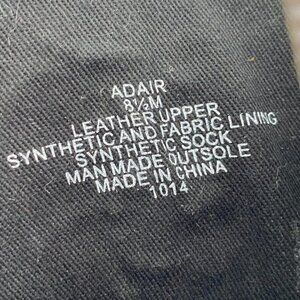 ADAIR
8½M
LEATHER UPPER
SYNTHETIC AND FABRIC LINING
SYNTHETIC SOCK
MAN MADE OUTSOLE
MADE IN CHINA
1014